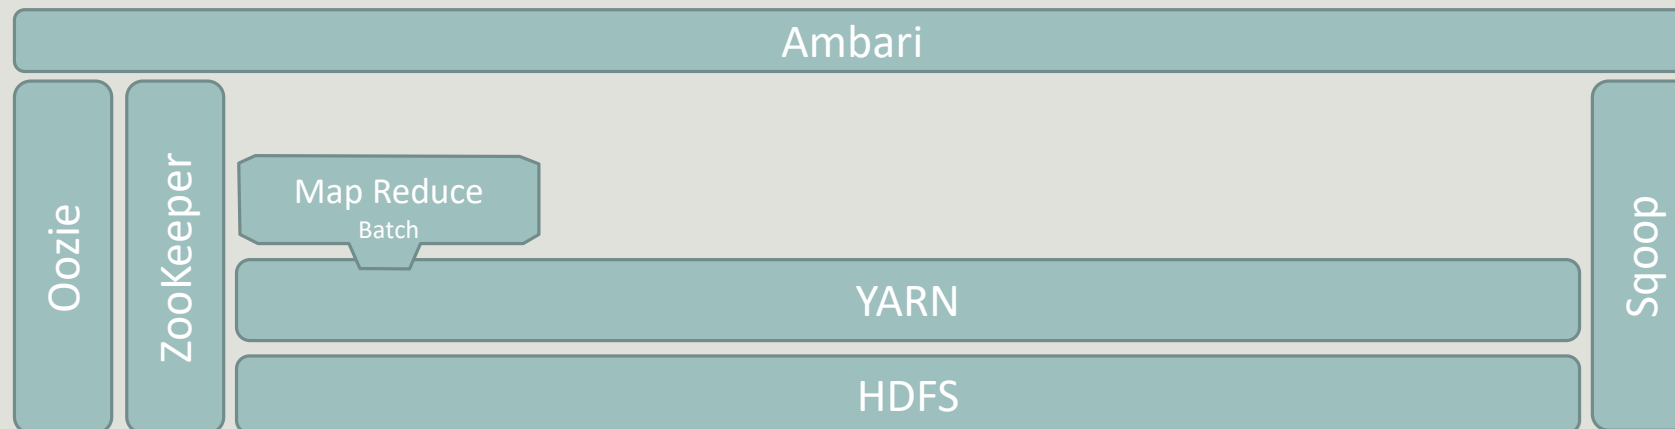 Ambari
Oozie
ZooKeeper
Map Reduce
Batch
YARN
HDFS
Sqoop